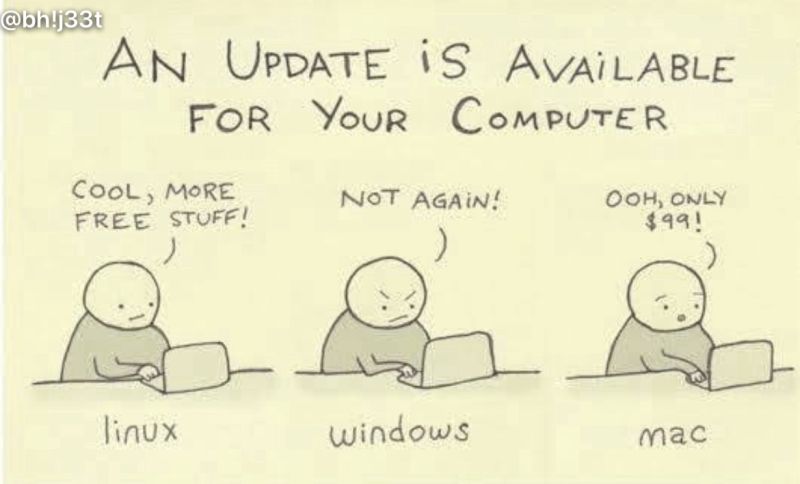 @bh!j33t
AN UPDATE iS AVAiLABLE
FOR YOUR COMPUTER
COOL, MORE
FREE STUFF!
NOT AGAiN!
OOH, ONLY
$99!
linux
windows
mac